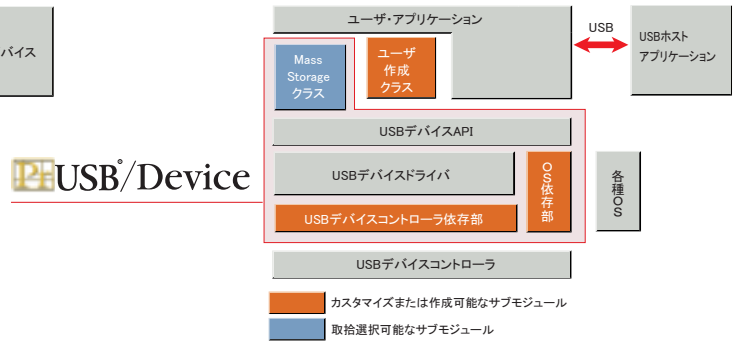 バイス
ユーザ・アプリケーション
USB
USBホスト
アプリケーション
Mass
Storage
クラス
ユーザ
作成
クラス
USBデバイスAPI
USBデバイスドライバ
OS依存部
各種OS
USB°/Device
USBデバイスコントローラ依存部
USBデバイスコントローラ
カスタマイズまたは作成可能なサブモジュール
取拾選択可能なサブモジュール